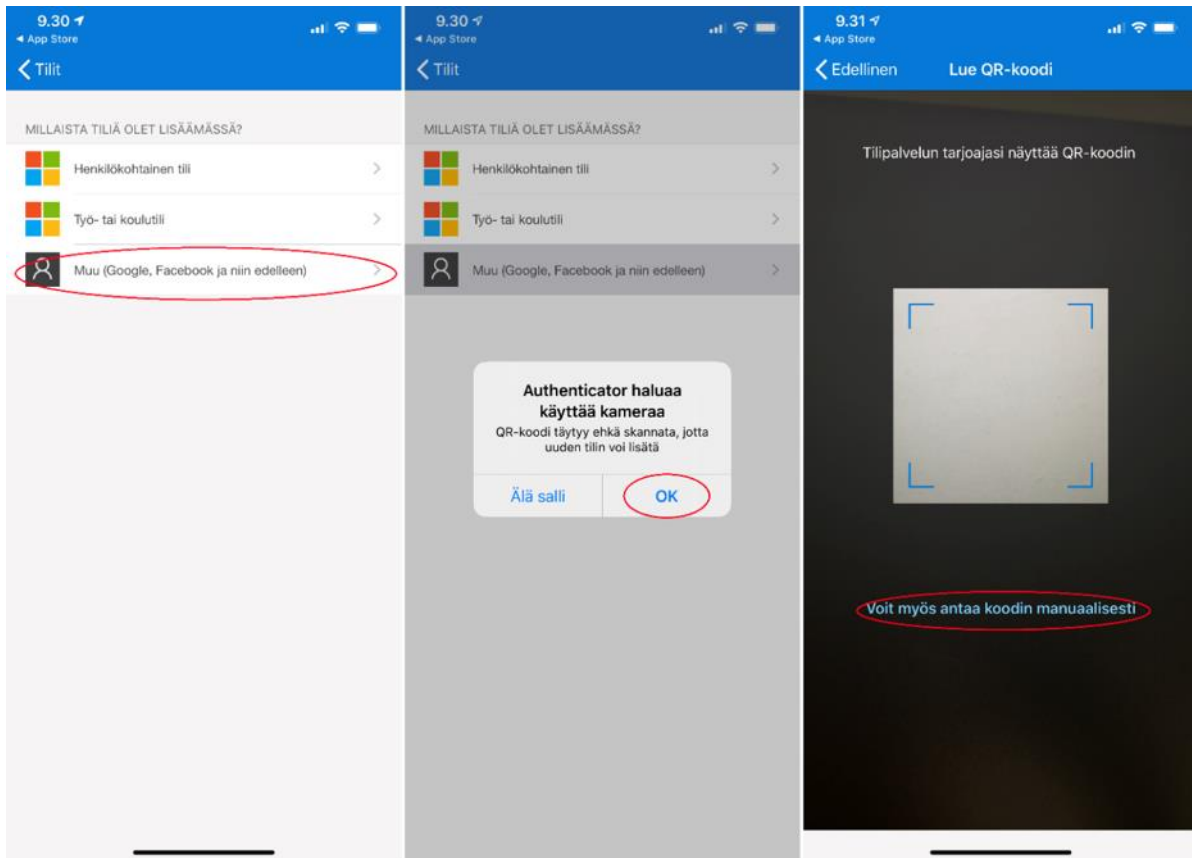 9.30
App Store
Tilit
MILLAISTA TILIÄ OLET LISÄÄMÄSSÄ?
Henkilökohtainen tili
Työ- tai koulutili
Muu (Google, Facebook ja niin edelleen)
9.30
App Store
Tilit
MILLAISTA TILIÄ OLET LISÄÄMÄSSÄ?
Henkilökohtainen tili
Työ- tai koulutili
Muu (Google, Facebook ja niin edelleen)
Authenticator haluaa
käyttää kameraa
QR-koodi täytyy ehkä skannata, jotta
uuden tilin voi lisätä
Älä salli
OK
9.31
App Store
Edellinen
Lue QR-koodi
Tilipalvelun tarjoajasi näyttää QR-koodin
Voit myös antaa koodin manuaalisesti